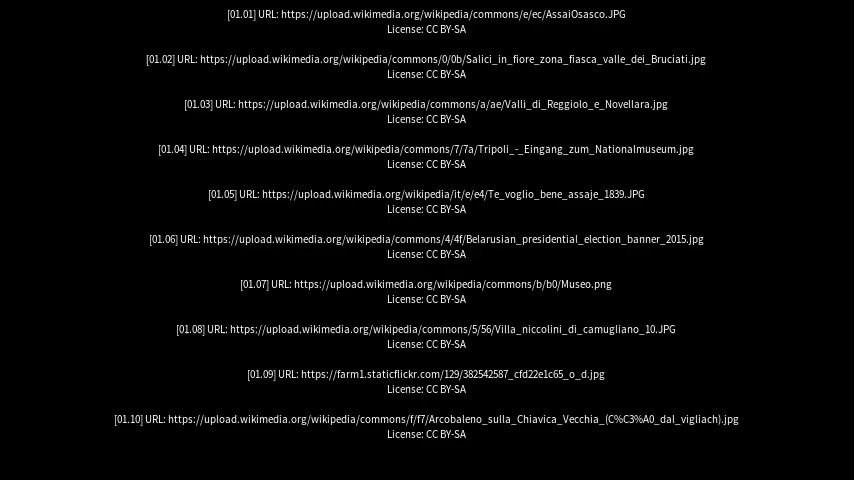 [01.01] URL: https://upload.wikimedia.org/wikipedia/commons/e/ec/AssaiOsasco.JPG
License: CC BY-SA
[01.02] URL: https://upload.wikimedia.org/wikipedia/commons/0/0b/Salici_in_fiore_zona_fiasca_valle_dei_Bruciati.jpg
License: CC BY-SA
[01.03] URL: https://upload.wikimedia.org/wikipedia/commons/a/ae/Valli_di_Reggiolo_e_Novellara.jpg
License: CC BY-SA
[01.04] URL: https://upload.wikimedia.org/wikipedia/commons/7/7a/Tripoli_-_Eingang_zum_Nationalmuseum.jpg
License: CC BY-SA
[01.05] URL: https://upload.wikimedia.org/wikipedia/it/e/e4/Te_voglio_bene_assaje_1839.JPG
License: CC BY-SA
[01.06] URL: https://upload.wikimedia.org/wikipedia/commons/4/4f/Belarusian_presidential_election_banner_2015.jpg
License: CC BY-SA
[01.07] URL: https://upload.wikimedia.org/wikipedia/commons/b/b0/Museo.png
License: CC BY-SA
[01.08] URL: https://upload.wikimedia.org/wikipedia/commons/5/56/Villa_niccolini_di_camugliano_10.JPG
License: CC BY-SA
[01.09] URL: https://farm1.staticflickr.com/129/382542587_cfd22e1c65_o_d.jpg
License: CC BY-SA
[01.10] URL: https://upload.wikimedia.org/wikipedia/commons/f/f7/Arcobaleno_sulla_Chiavica_Vecchia_(C%C3%A0_dal_vigliach).jpg
License: CC BY-SA